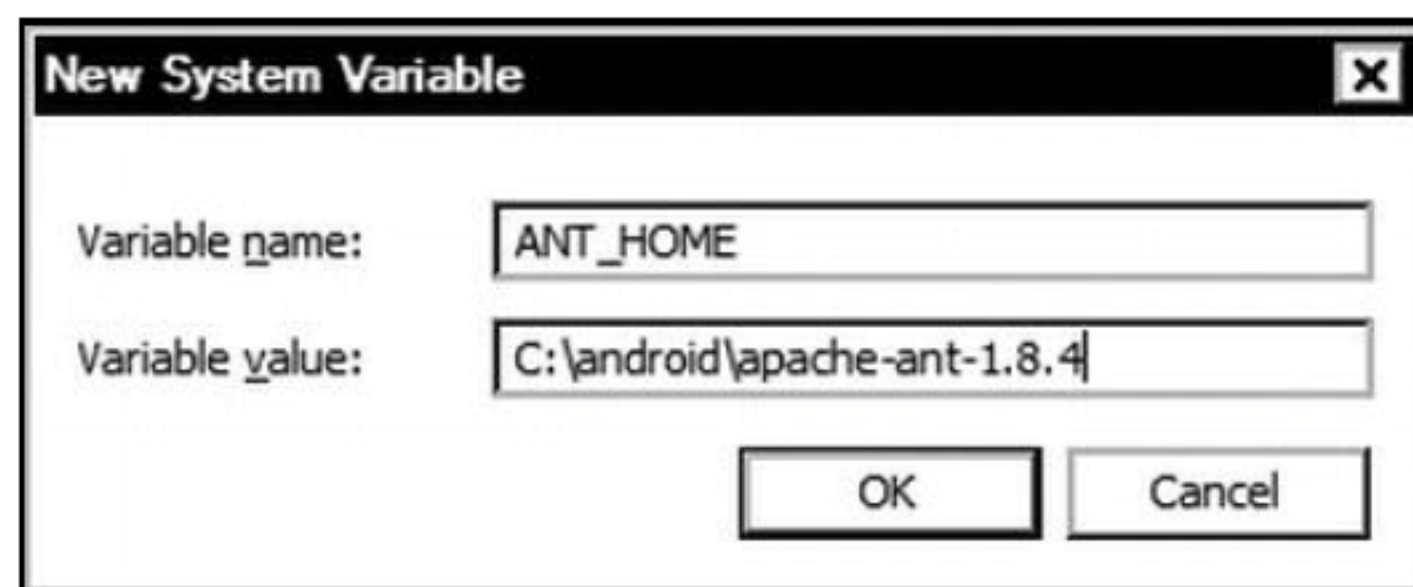 New System Variable
Variable name: ANT_HOME
Variable value: C:\android\apache-ant-1.8.4
OK Cancel